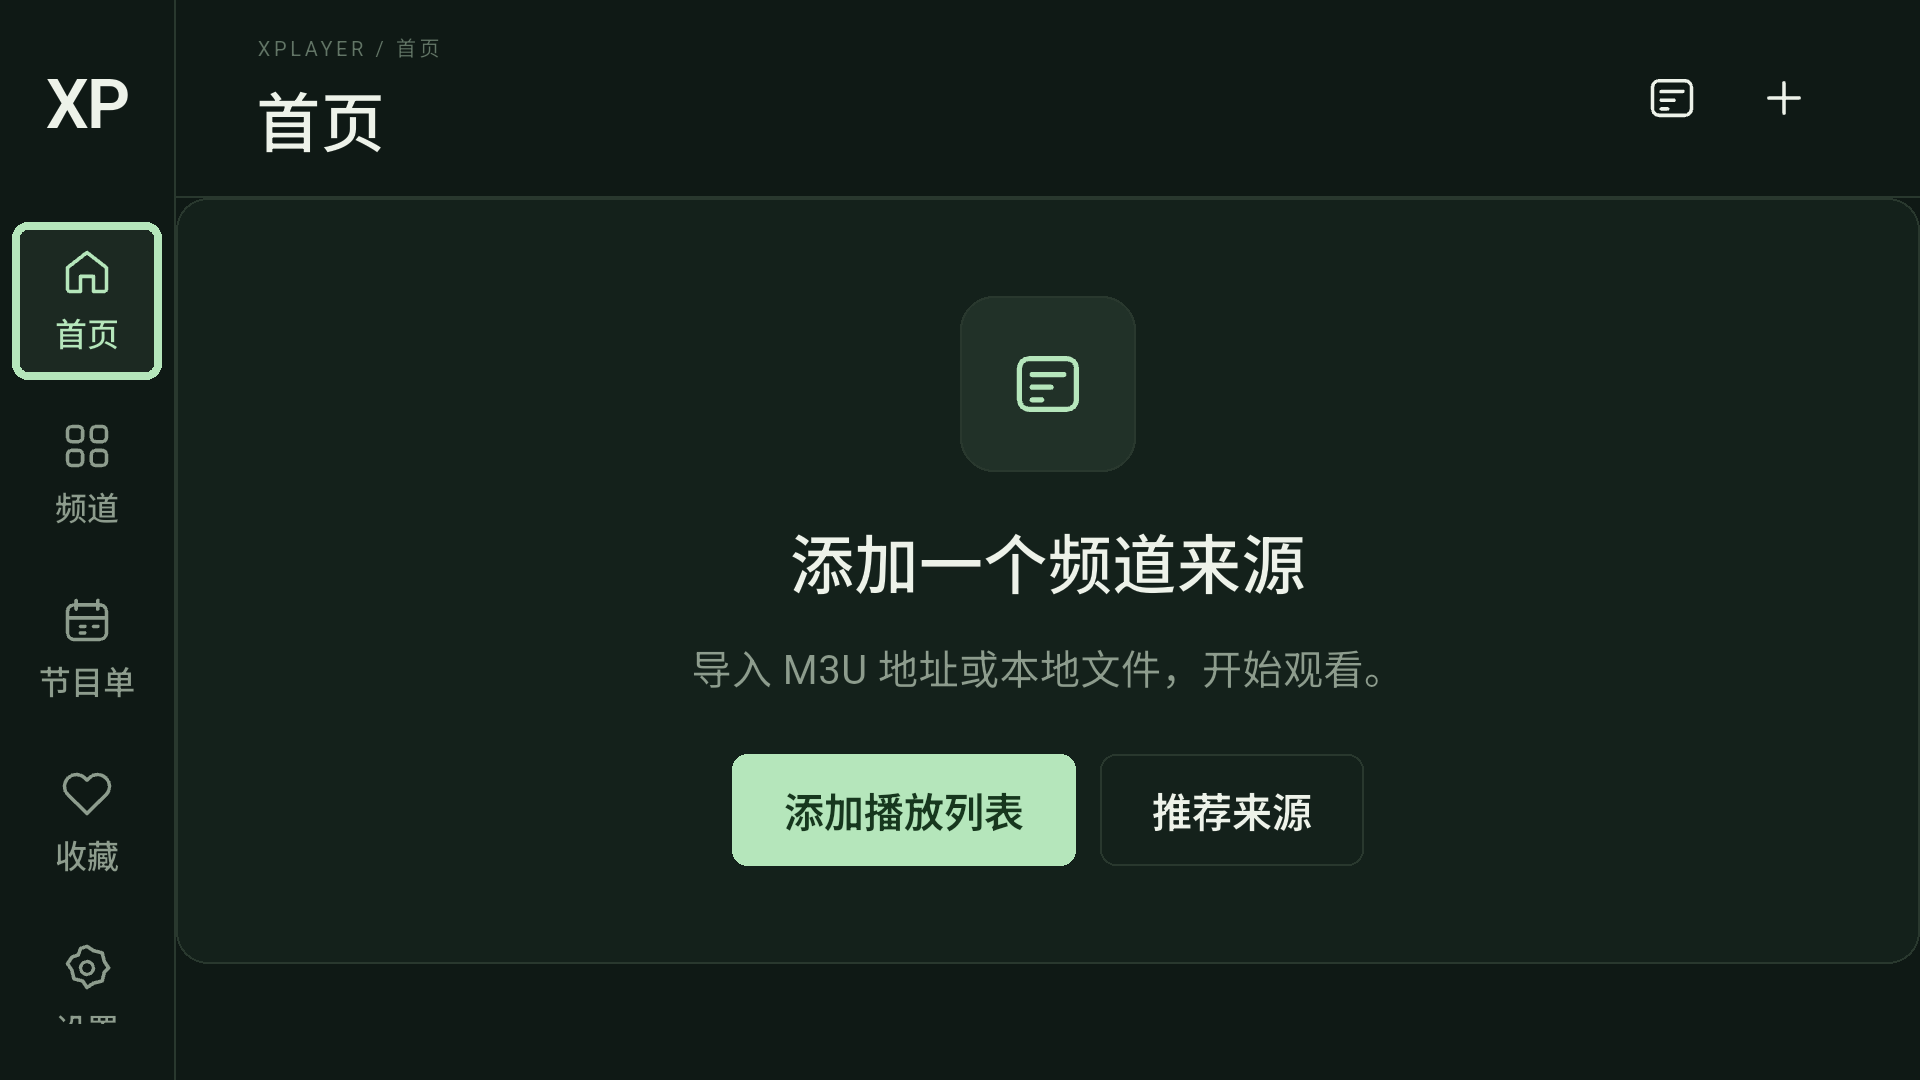 XP
首页
频道
节目单
收藏
设置
XPLAYER / 首页
首页
添加一个频道来源
导入 M3U 地址或本地文件，开始观看。
添加播放列表
推荐来源